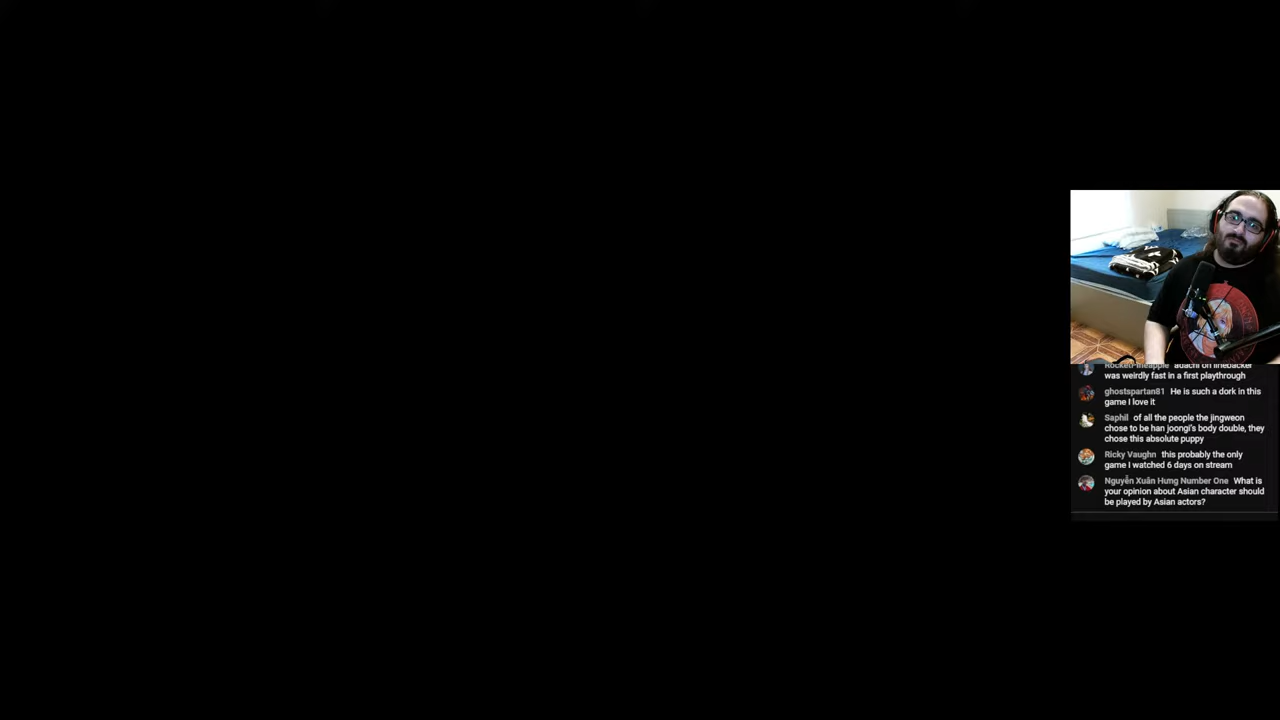 was weirdly fast in a first playthrough
ghostspartan81 He is such a dork in this
game I love it
Saphil of all the people the jingweon
chose to be han joongi's body double, they
chose this absolute puppy
Ricky Vaughn this probably the only
game I watched 6 days on stream
Nguyễn Xuân Hưng Number One What is
your opinion about Asian character should
be played by Asian actors?